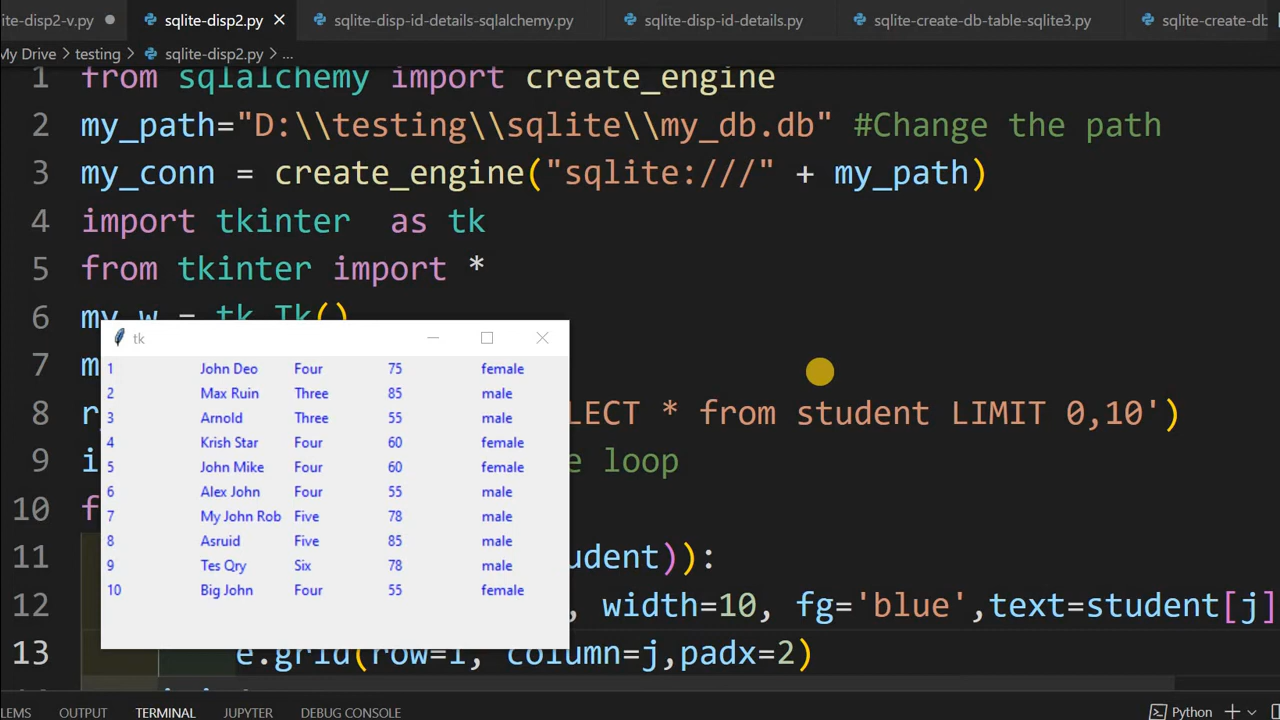 lite-disp2-v.py
sqlite-disp2.py
sqlite-disp-id-details-sqlalchemy.py
sqlite-disp-id-details.py
sqlite-create-db-table-sqlite3.py
sqlite-create-db
My Drive > testing > sqlite-disp2.py > ...
1 from sqlalchemy import create_engine
2 my_path="D:\\testing\\sqlite\\my_db.db" #Change the path
3 my_conn = create_engine("sqlite:///" + my_path)
4 import tkinter  as tk
5 from tkinter import *
6 my_w = tk.Tk()
tk
7 m
8 r LECT * from student LIMIT 0,10')
9 i e loop
10 f
11 udent)):
12 , width=10, fg='blue',text=student[j]
13 e.grid(row=i, column=j,padx=2)
1 John Deo Four 75 female
2 Max Ruin Three 85 male
3 Arnold Three 55 male
4 Krish Star Four 60 female
5 John Mike Four 60 female
6 Alex John Four 55 male
7 My John Rob Five 78 male
8 Asruid Five 85 male
9 Tes Qry Six 78 male
10 Big John Four 55 female
LEMS OUTPUT TERMINAL JUPYTER DEBUG CONSOLE
Python